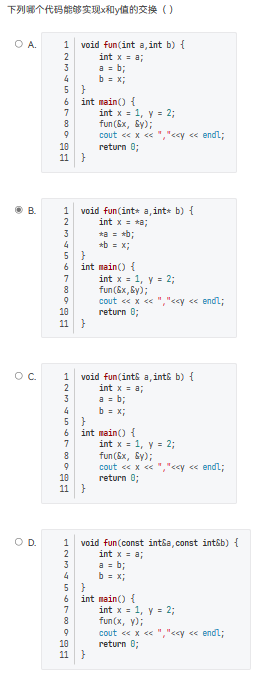 下列哪个代码能够实现x和y值的交换（ ）
A.
1 void fun(int a,int b) {
2 int x = a;
3 a = b;
4 b = x;
5 }
6 int main() {
7 int x = 1, y = 2;
8 fun(&x, &y);
9 cout << x << ","<<y << endl;
10 return 0;
11 }
B.
1 void fun(int* a,int* b) {
2 int x = *a;
3 *a = *b;
4 *b = x;
5 }
6 int main() {
7 int x = 1, y = 2;
8 fun(&x,&y);
9 cout << x << ","<<y << endl;
10 return 0;
11 }
C.
1 void fun(int& a,int& b) {
2 int x = a;
3 a = b;
4 b = x;
5 }
6 int main() {
7 int x = 1, y = 2;
8 fun(&x, &y);
9 cout << x << ","<<y << endl;
10 return 0;
11 }
D.
1 void fun(const int&a,const int&b) {
2 int x = a;
3 a = b;
4 b = x;
5 }
6 int main() {
7 int x = 1, y = 2;
8 fun(x, y);
9 cout << x << ","<<y << endl;
10 return 0;
11 }